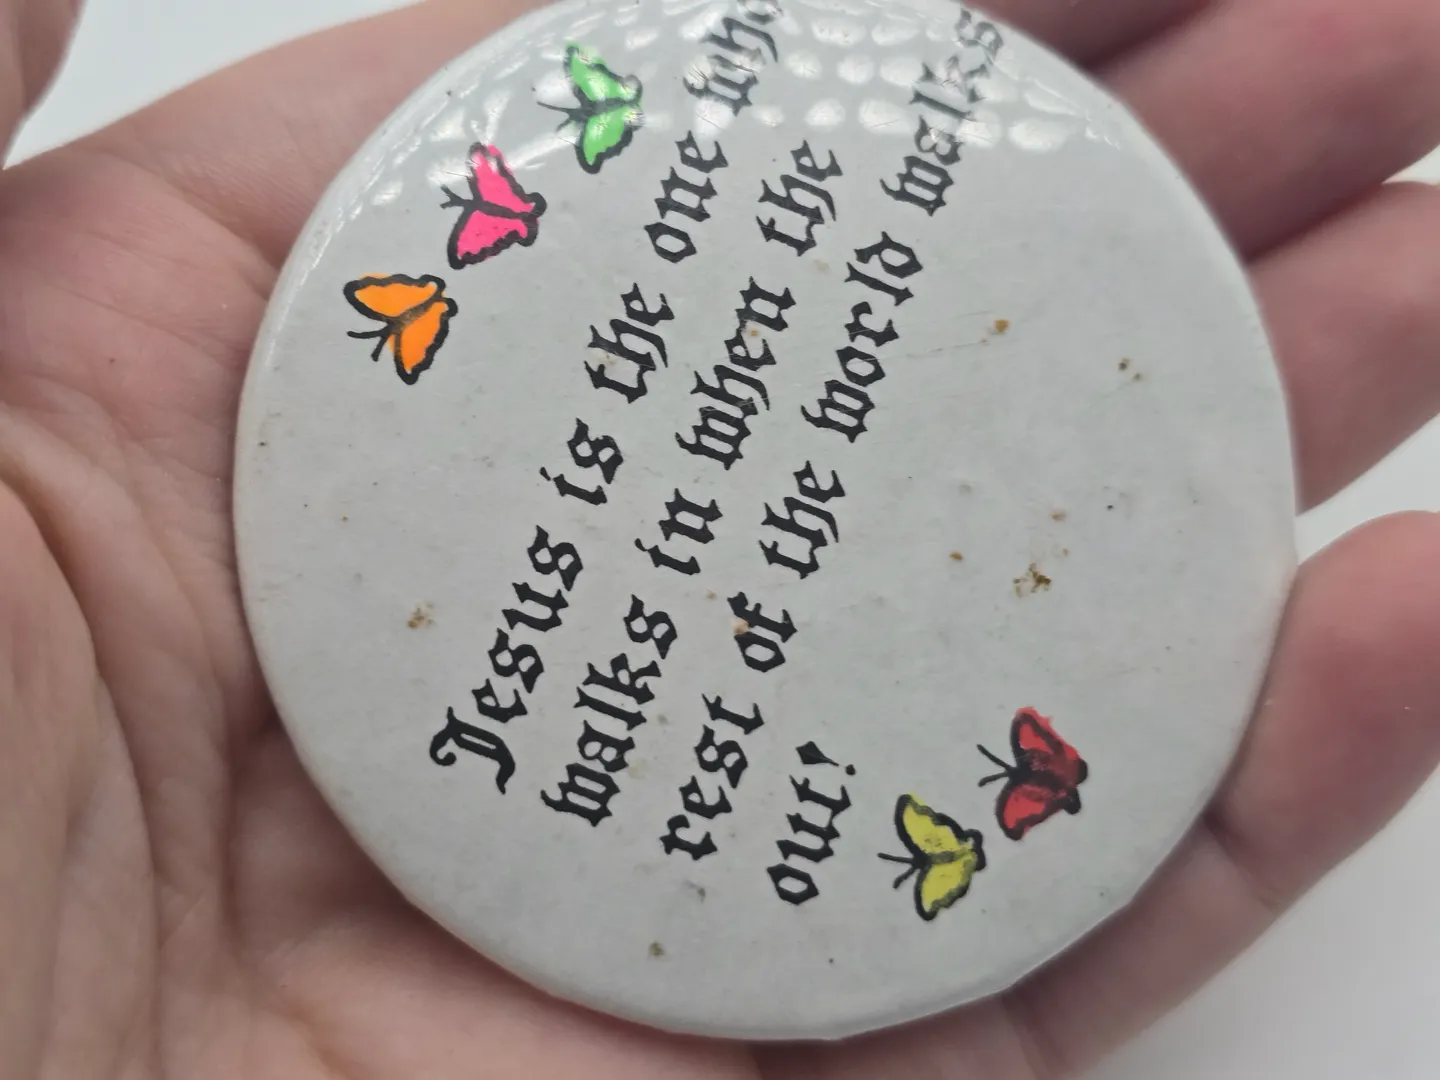 Jesus is the one who
walks in when the
rest of the world walks
out!